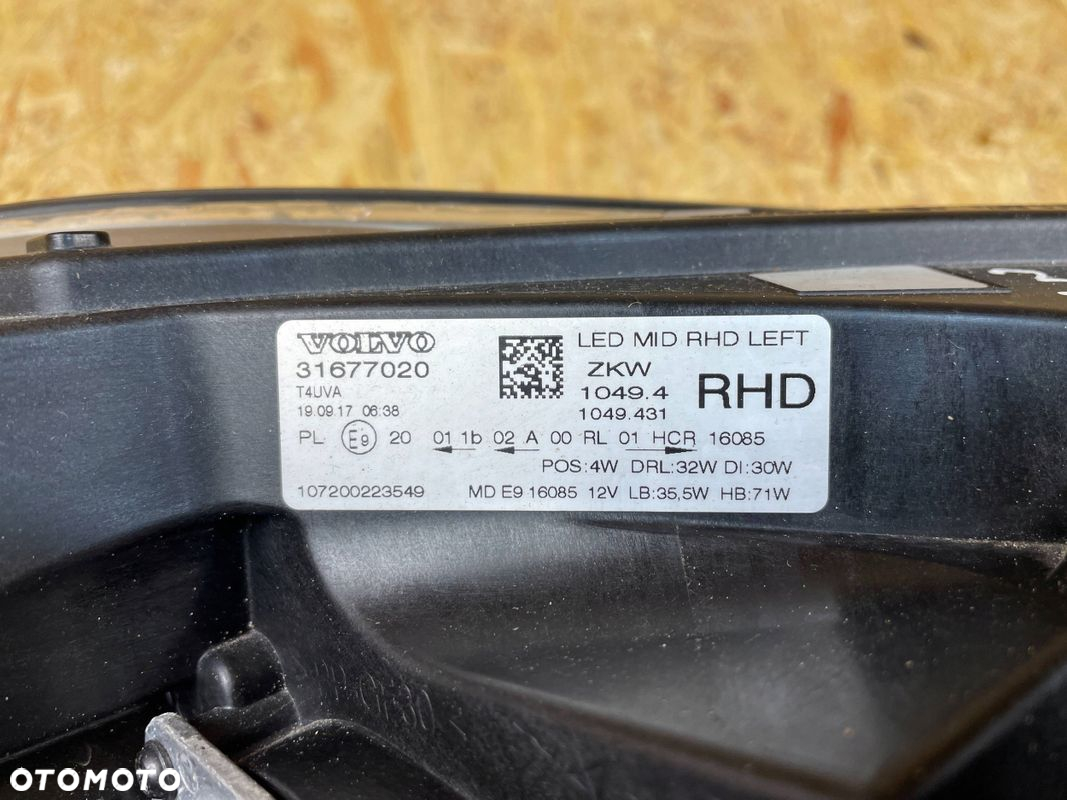 VOLVO
31677020
T4UVA
19.09.17 06:38
LED MID RHD LEFT
ZKW
1049.4
1049.431
RHD
PL E9 20 01 1b 02 A 00 RL 01 HCR 16085
POS:4W DRL:32W DI:30W
107200223549 MD E9 16085 12V LB:35,5W HB:71W
OTOMOTO